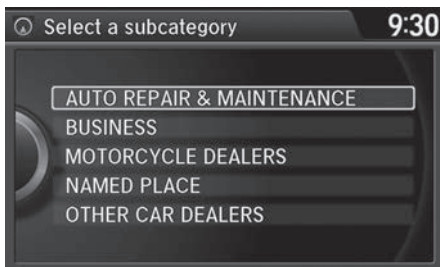 Select a subcategory
9:30
AUTO REPAIR & MAINTENANCE
BUSINESS
MOTORCYCLE DEALERS
NAMED PLACE
OTHER CAR DEALERS